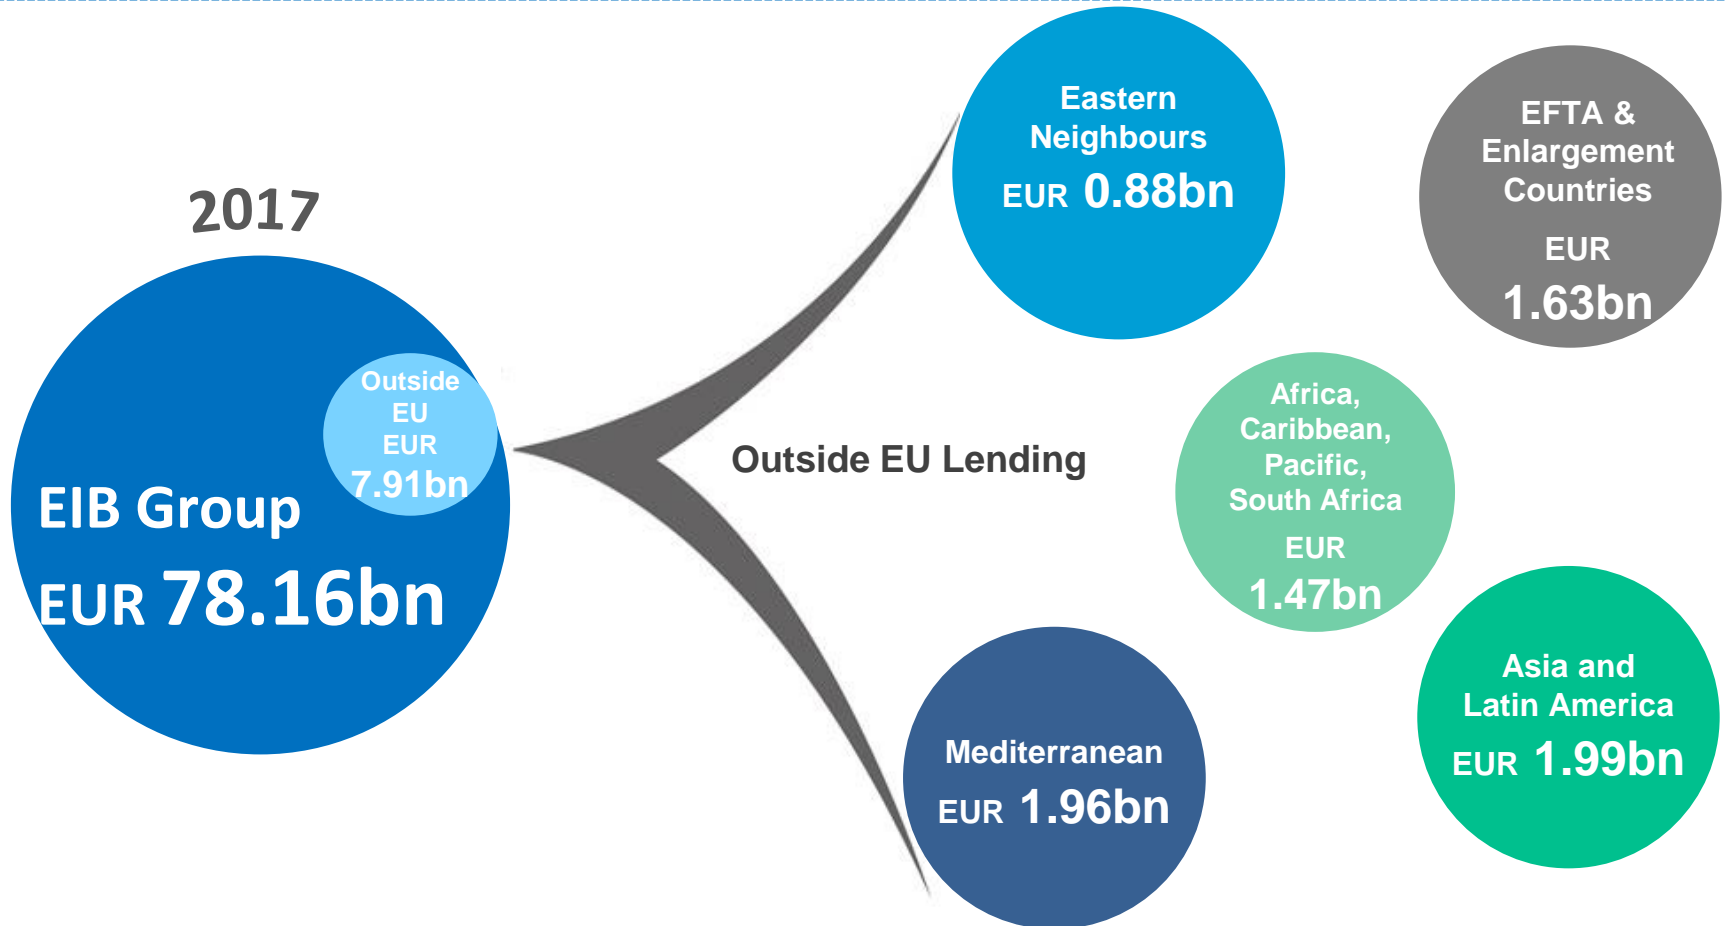 2017
Outside
EU
EUR
7.91bn
EIB Group
EUR 78.16bn
Outside EU Lending
Eastern
Neighbours
EUR 0.88bn
EFTA &
Enlargement
Countries
EUR
1.63bn
Africa,
Caribbean,
Pacific,
South Africa
EUR
1.47bn
Mediterranean
EUR 1.96bn
Asia and
Latin America
EUR 1.99bn